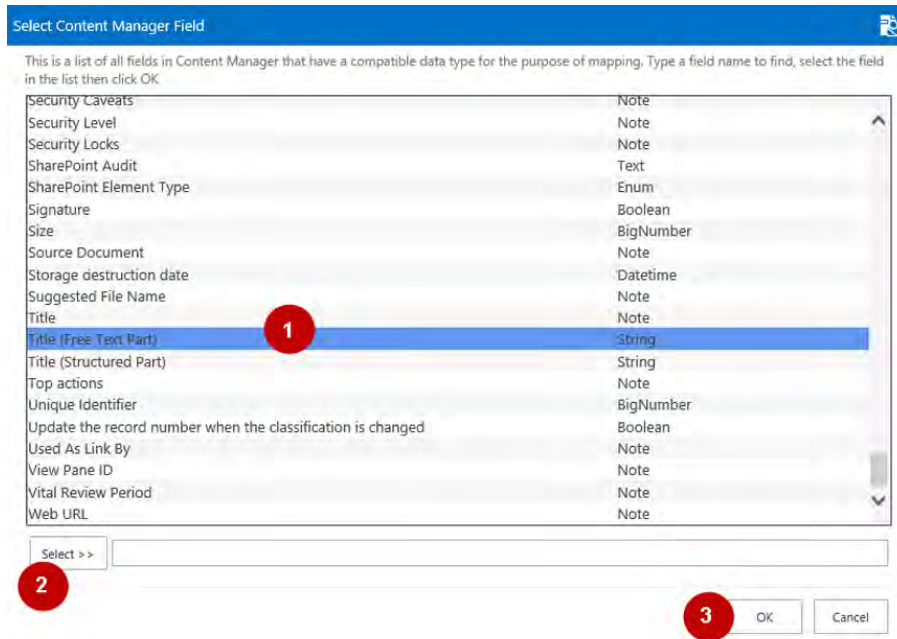 Select Content Manager Field
This is a list of all fields in Content Manager that have a compatible data type for the purpose of mapping. Type a field name to find, select the field
in the list then click OK
Security Caveats Note
Security Level Note
Security Locks Note
SharePoint Audit Text
SharePoint Element Type Enum
Signature Boolean
Size BigNumber
Source Document Note
Storage destruction date Datetime
Suggested File Name Note
Title Note
Title (Free Text Part) String
1
Title (Structured Part) String
Top actions Note
Unique Identifier BigNumber
Update the record number when the classification is changed Boolean
Used As Link By Note
View Pane ID Note
Vital Review Period Note
Web URL Note
Select >>
2
3 OK Cancel